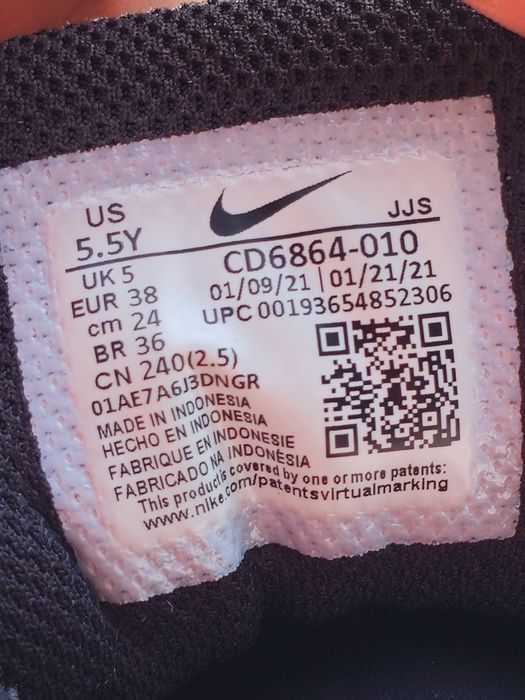 US
5.5Y
JJS
UK 5
EUR 38
cm 24
BR 36
CN 240(2.5)
CD6864-010
01/09/21 | 01/21/21
UPC 00193654852306
01AE7A6J3DNGR
MADE IN INDONESIA
HECHO EN INDONESIA
FABRIQUE EN INDONESIE
FABRICADO NA INDONÉSIA
This product is covered by one or more patents:
www.nike.com/patentsvirtualmarking